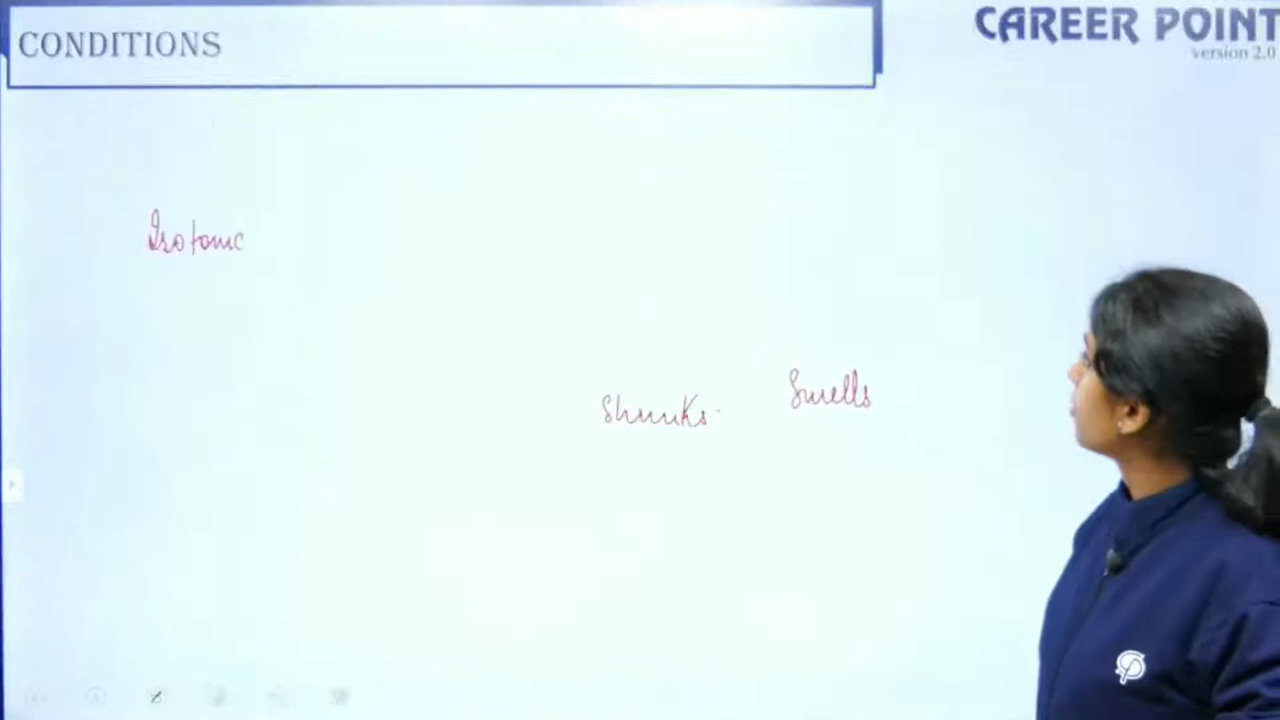 CONDITIONS
CAREER POINT
version 2.0
Isotonic
Swells
Shrinks.